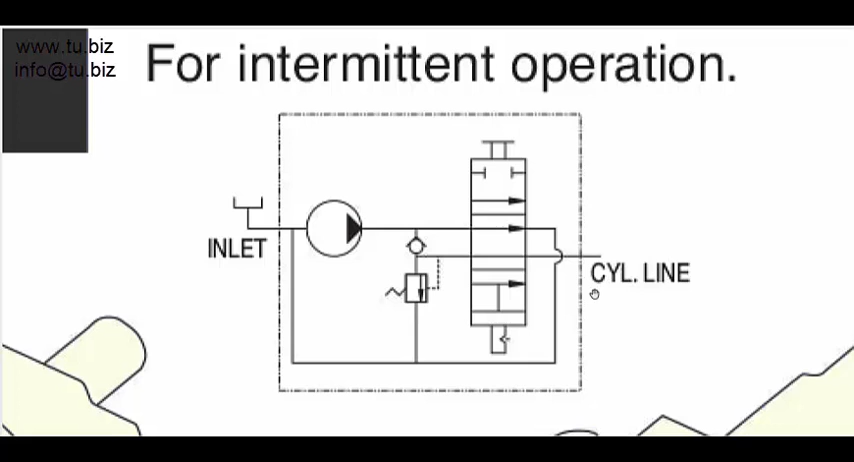 www.tu.biz
info@tu.biz
For intermittent operation.
INLET
CYL. LINE